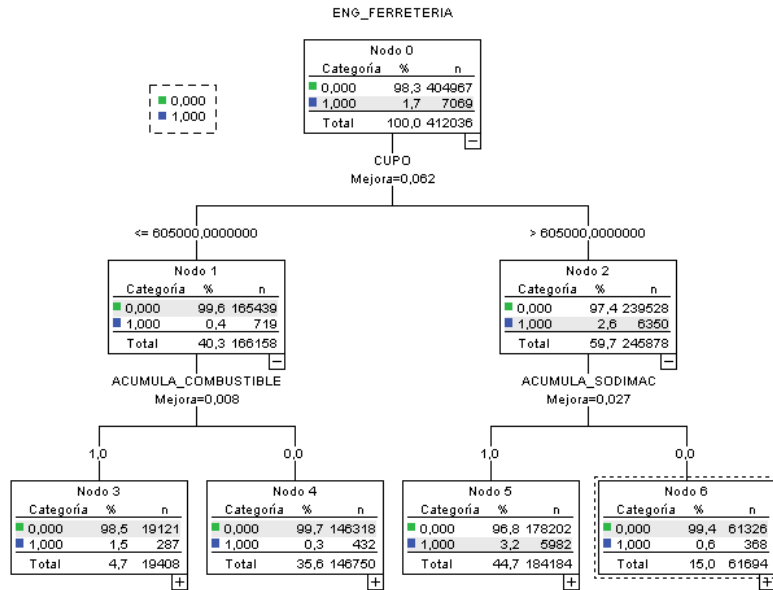 ENG_FERRETERIA
Nodo 0
Categoría % n
0,000 98,3 404967
1,000 1,7 7069
Total 100,0 412036
0,000
1,000
CUPO
Mejora=0,062
<= 605000,0000000
> 605000,0000000
Nodo 1
Categoría % n
0,000 99,6 165439
1,000 0,4 719
Total 40,3 166158
Nodo 2
Categoría % n
0,000 97,4 239528
1,000 2,6 6350
Total 59,7 245878
ACUMULA_COMBUSTIBLE
Mejora=0,008
ACUMULA_SODIMAC
Mejora=0,027
1,0
0,0
1,0
0,0
Nodo 3
Categoría % n
0,000 98,5 19121
1,000 1,5 287
Total 4,7 19408
Nodo 4
Categoría % n
0,000 99,7 146318
1,000 0,3 432
Total 35,6 146750
Nodo 5
Categoría % n
0,000 96,8 178202
1,000 3,2 5982
Total 44,7 184184
Nodo 6
Categoría % n
0,000 99,4 61326
1,000 0,6 368
Total 15,0 61694